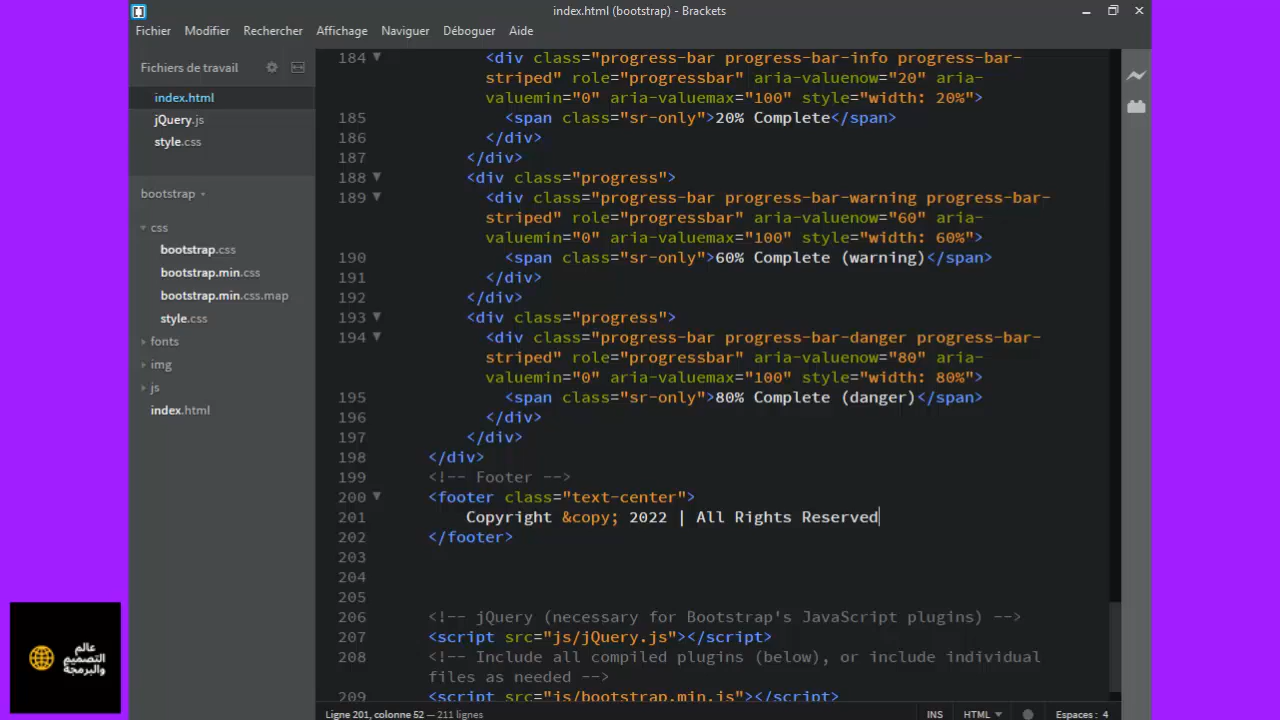 index.html (bootstrap) - Brackets
Fichier Modifier Rechercher Affichage Naviguer Déboguer Aide
Fichiers de travail
index.html
jQuery.js
style.css
bootstrap
css
bootstrap.css
bootstrap.min.css
bootstrap.min.css.map
style.css
fonts
img
js
index.html
184 <div class="progress-bar progress-bar-info progress-bar-
striped" role="progressbar" aria-valuenow="20" aria-
valuemin="0" aria-valuemax="100" style="width: 20%">
185 <span class="sr-only">20% Complete</span>
186 </div>
187 </div>
188 <div class="progress">
189 <div class="progress-bar progress-bar-warning progress-bar-
striped" role="progressbar" aria-valuenow="60" aria-
valuemin="0" aria-valuemax="100" style="width: 60%">
190 <span class="sr-only">60% Complete (warning)</span>
191 </div>
192 </div>
193 <div class="progress">
194 <div class="progress-bar progress-bar-danger progress-bar-
striped" role="progressbar" aria-valuenow="80" aria-
valuemin="0" aria-valuemax="100" style="width: 80%">
195 <span class="sr-only">80% Complete (danger)</span>
196 </div>
197 </div>
198 </div>
199 <!-- Footer -->
200 <footer class="text-center">
201 Copyright &copy; 2022 | All Rights Reserved
202 </footer>
203
204
205
206 <!-- jQuery (necessary for Bootstrap's JavaScript plugins) -->
207 <script src="js/jQuery.js"></script>
208 <!-- Include all compiled plugins (below), or include individual
files as needed -->
209 <script src="js/bootstrap.min.js"></script>
Ligne 201, colonne 52 — 211 lignes
INS HTML Espaces : 4
عالم
التصميم
والبرمجة